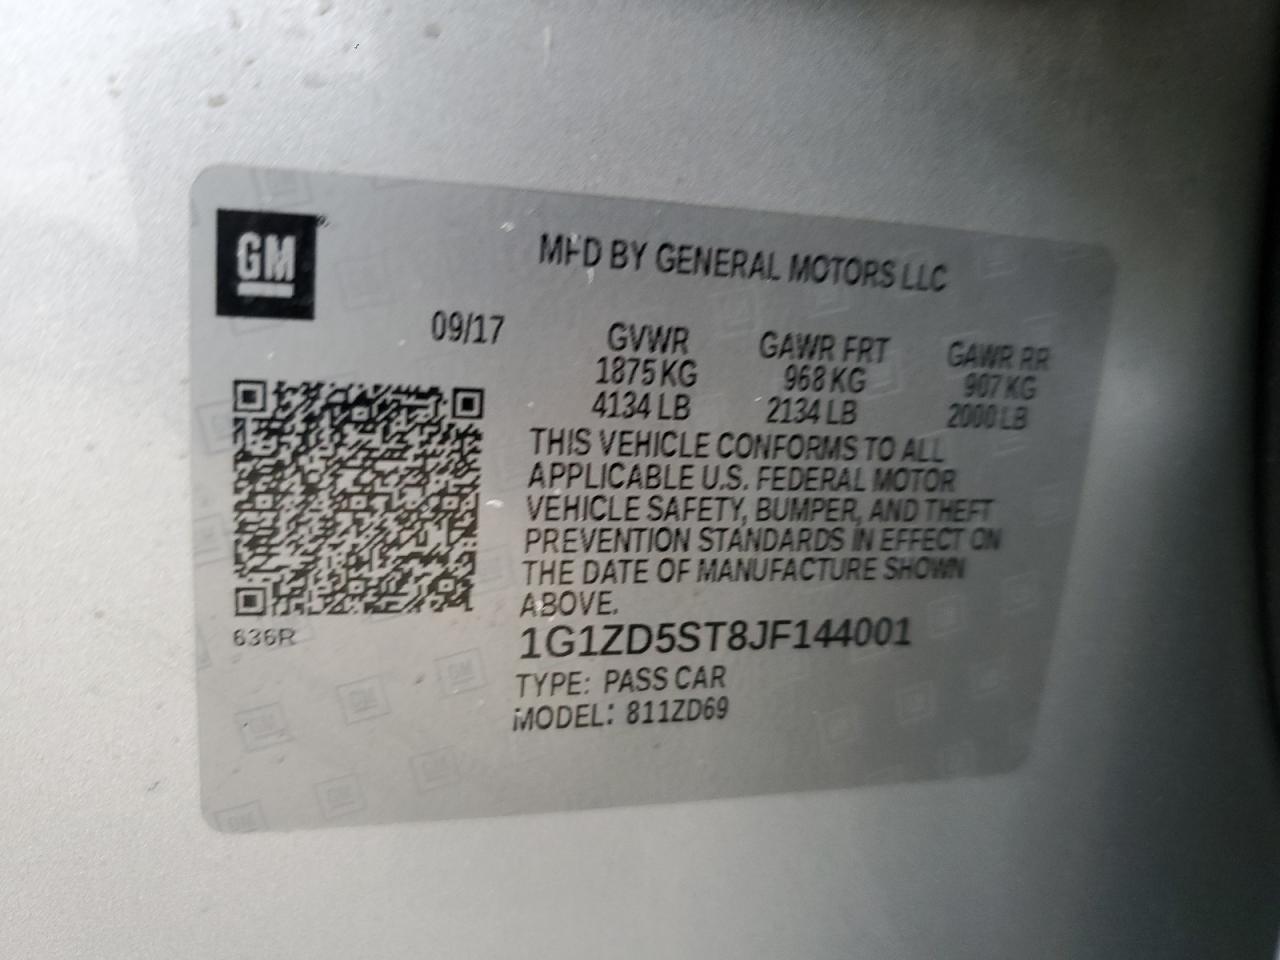 GM
MFD BY GENERAL MOTORS LLC
09/17
GVWR GAWR FRT GAWR RR
1875 KG 968 KG 907 KG
4134 LB 2134 LB 2000 LB
THIS VEHICLE CONFORMS TO ALL
APPLICABLE U.S. FEDERAL MOTOR
VEHICLE SAFETY, BUMPER, AND THEFT
PREVENTION STANDARDS IN EFFECT ON
THE DATE OF MANUFACTURE SHOWN
ABOVE.
636R
1G1ZD5ST8JF144001
TYPE: PASS CAR
MODEL: 811ZD69